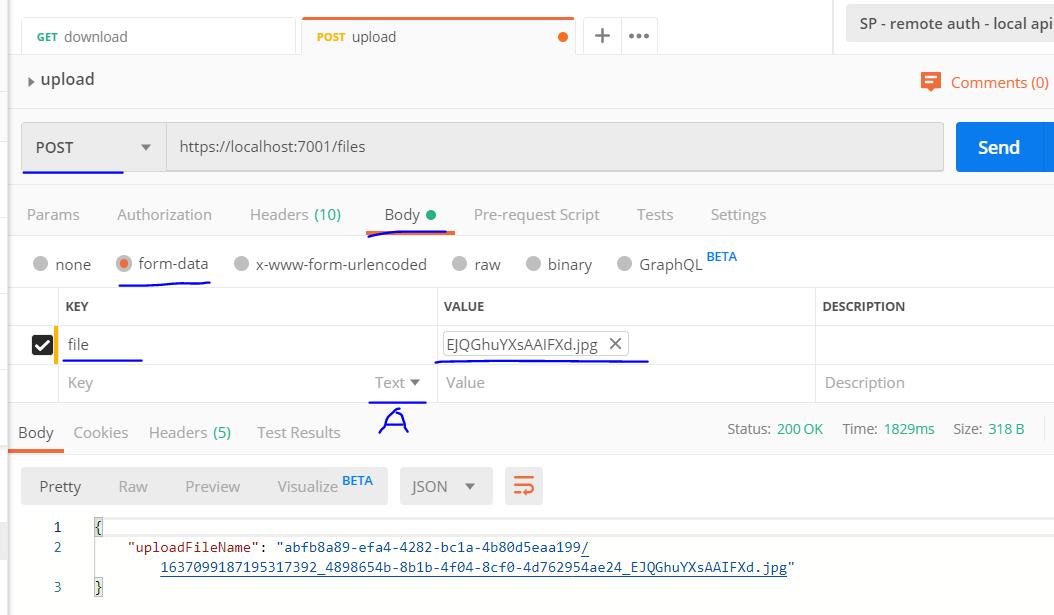 GET download
POST upload
SP - remote auth - local api
upload
Comments (0)
POST
https://localhost:7001/files
Send
Params Authorization Headers (10) Body Pre-request Script Tests Settings
none form-data x-www-form-urlencoded raw binary GraphQL BETA
KEY VALUE DESCRIPTION
file EJQGhuYXsAAIFXd.jpg
Key Text Value Description
A
Body Cookies Headers (5) Test Results Status: 200 OK Time: 1829ms Size: 318 B
Pretty Raw Preview Visualize BETA JSON
1 {
2 "uploadFileName": "abfb8a89-efa4-4282-bc1a-4b80d5eaa199/
1637099187195317392_4898654b-8b1b-4f04-8cf0-4d762954ae24_EJQGhuYXsAAIFXd.jpg"
3 }